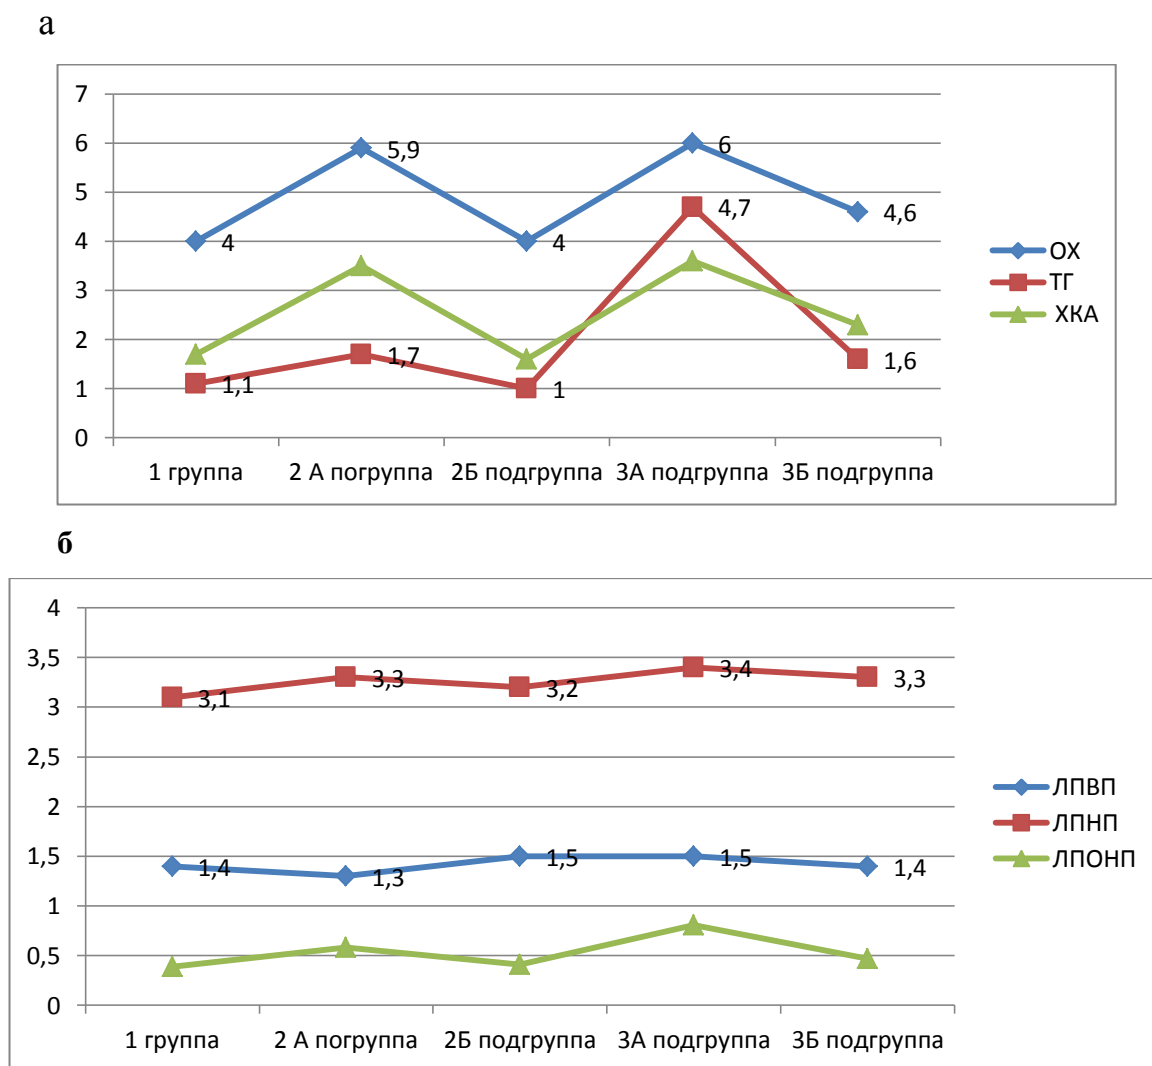 а
7
6
5
4
3
2
1
0
5,9
6
4,7
4,6
4
4
1,7
1,6
1,1
1
ОХ
ТГ
ХКА
1 группа 2 А погруппа 2Б подгруппа 3А подгруппа 3Б подгруппа
б
4
3,5
3
2,5
2
1,5
1
0,5
0
3,1 3,3 3,2 3,4 3,3
1,4 1,3 1,5 1,5 1,4
ЛПВП
ЛПНП
ЛПОНП
1 группа 2 А погруппа 2Б подгруппа 3А подгруппа 3Б подгруппа